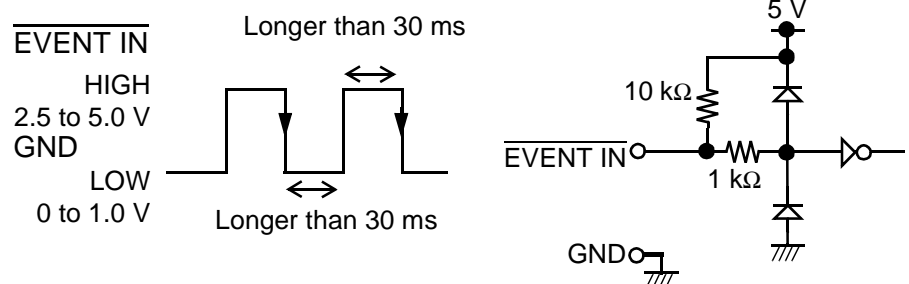 Longer than 30 ms
EVENT IN
HIGH
2.5 to 5.0 V
GND
LOW
0 to 1.0 V
Longer than 30 ms
5 V
10 kΩ
EVENT IN
1 kΩ
GND